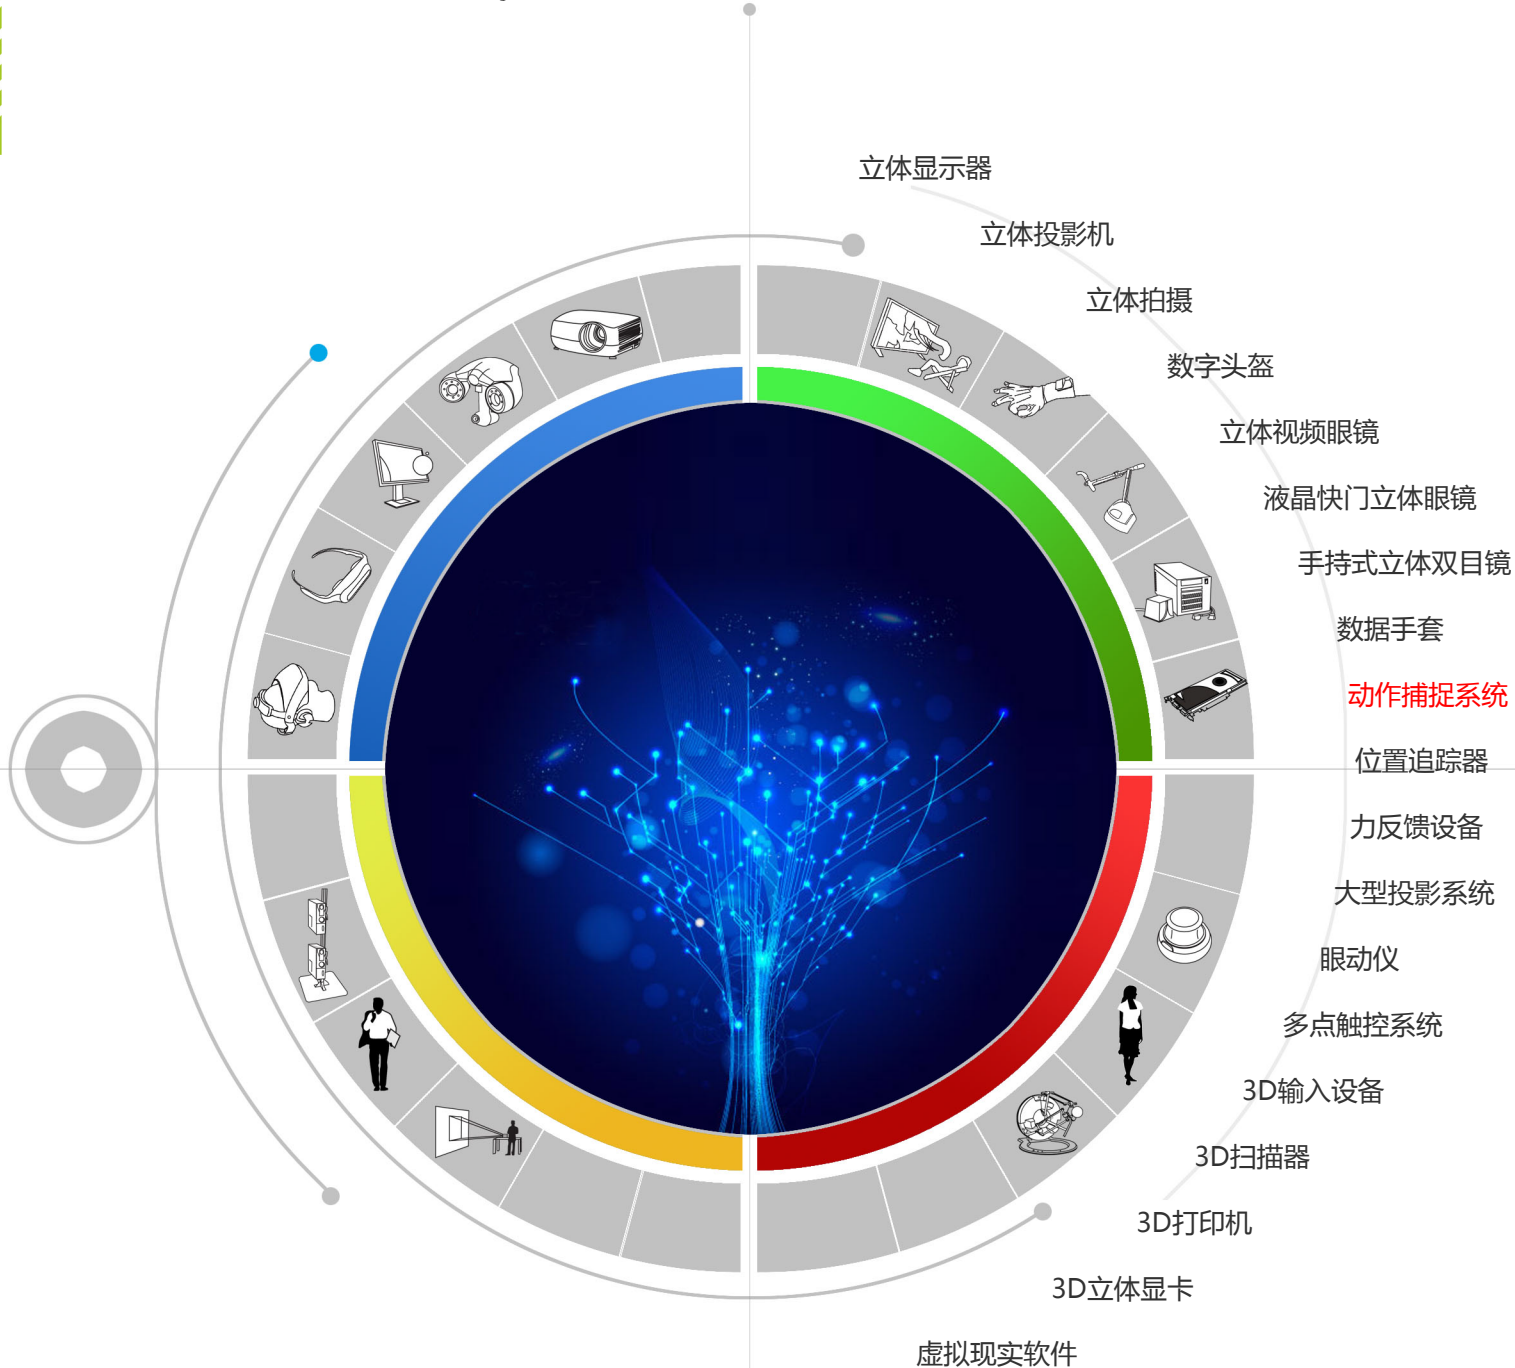 立体显示器
立体投影机
立体拍摄
数字头盔
立体视频眼镜
液晶快门立体眼镜
手持式立体双目镜
数据手套
动作捕捉系统
位置追踪器
力反馈设备
大型投影系统
眼动仪
多点触控系统
3D输入设备
3D扫描器
3D打印机
3D立体显卡
虚拟现实软件